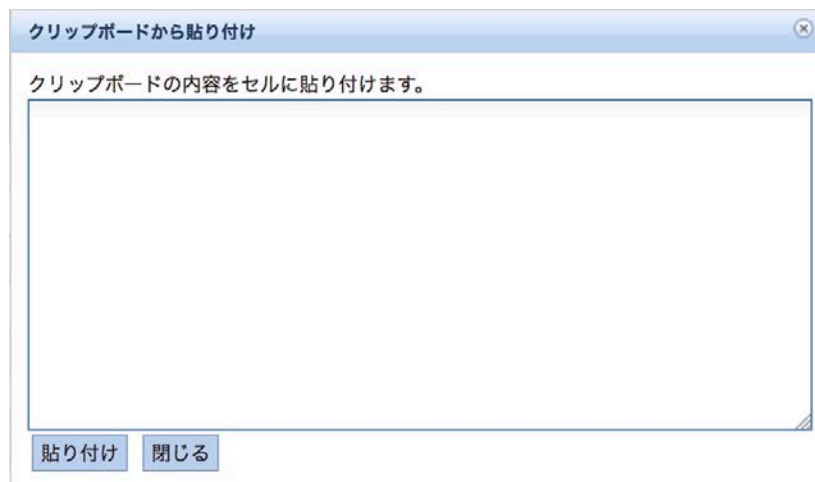 クリップボードから貼り付け
クリップボードの内容をセルに貼り付けます。
貼り付け 閉じる